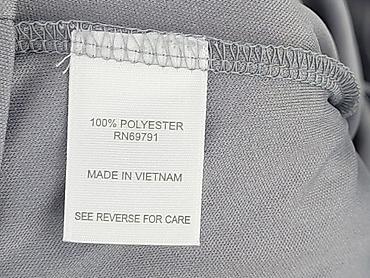 100% POLYESTER
RN69791
MADE IN VIETNAM
SEE REVERSE FOR CARE